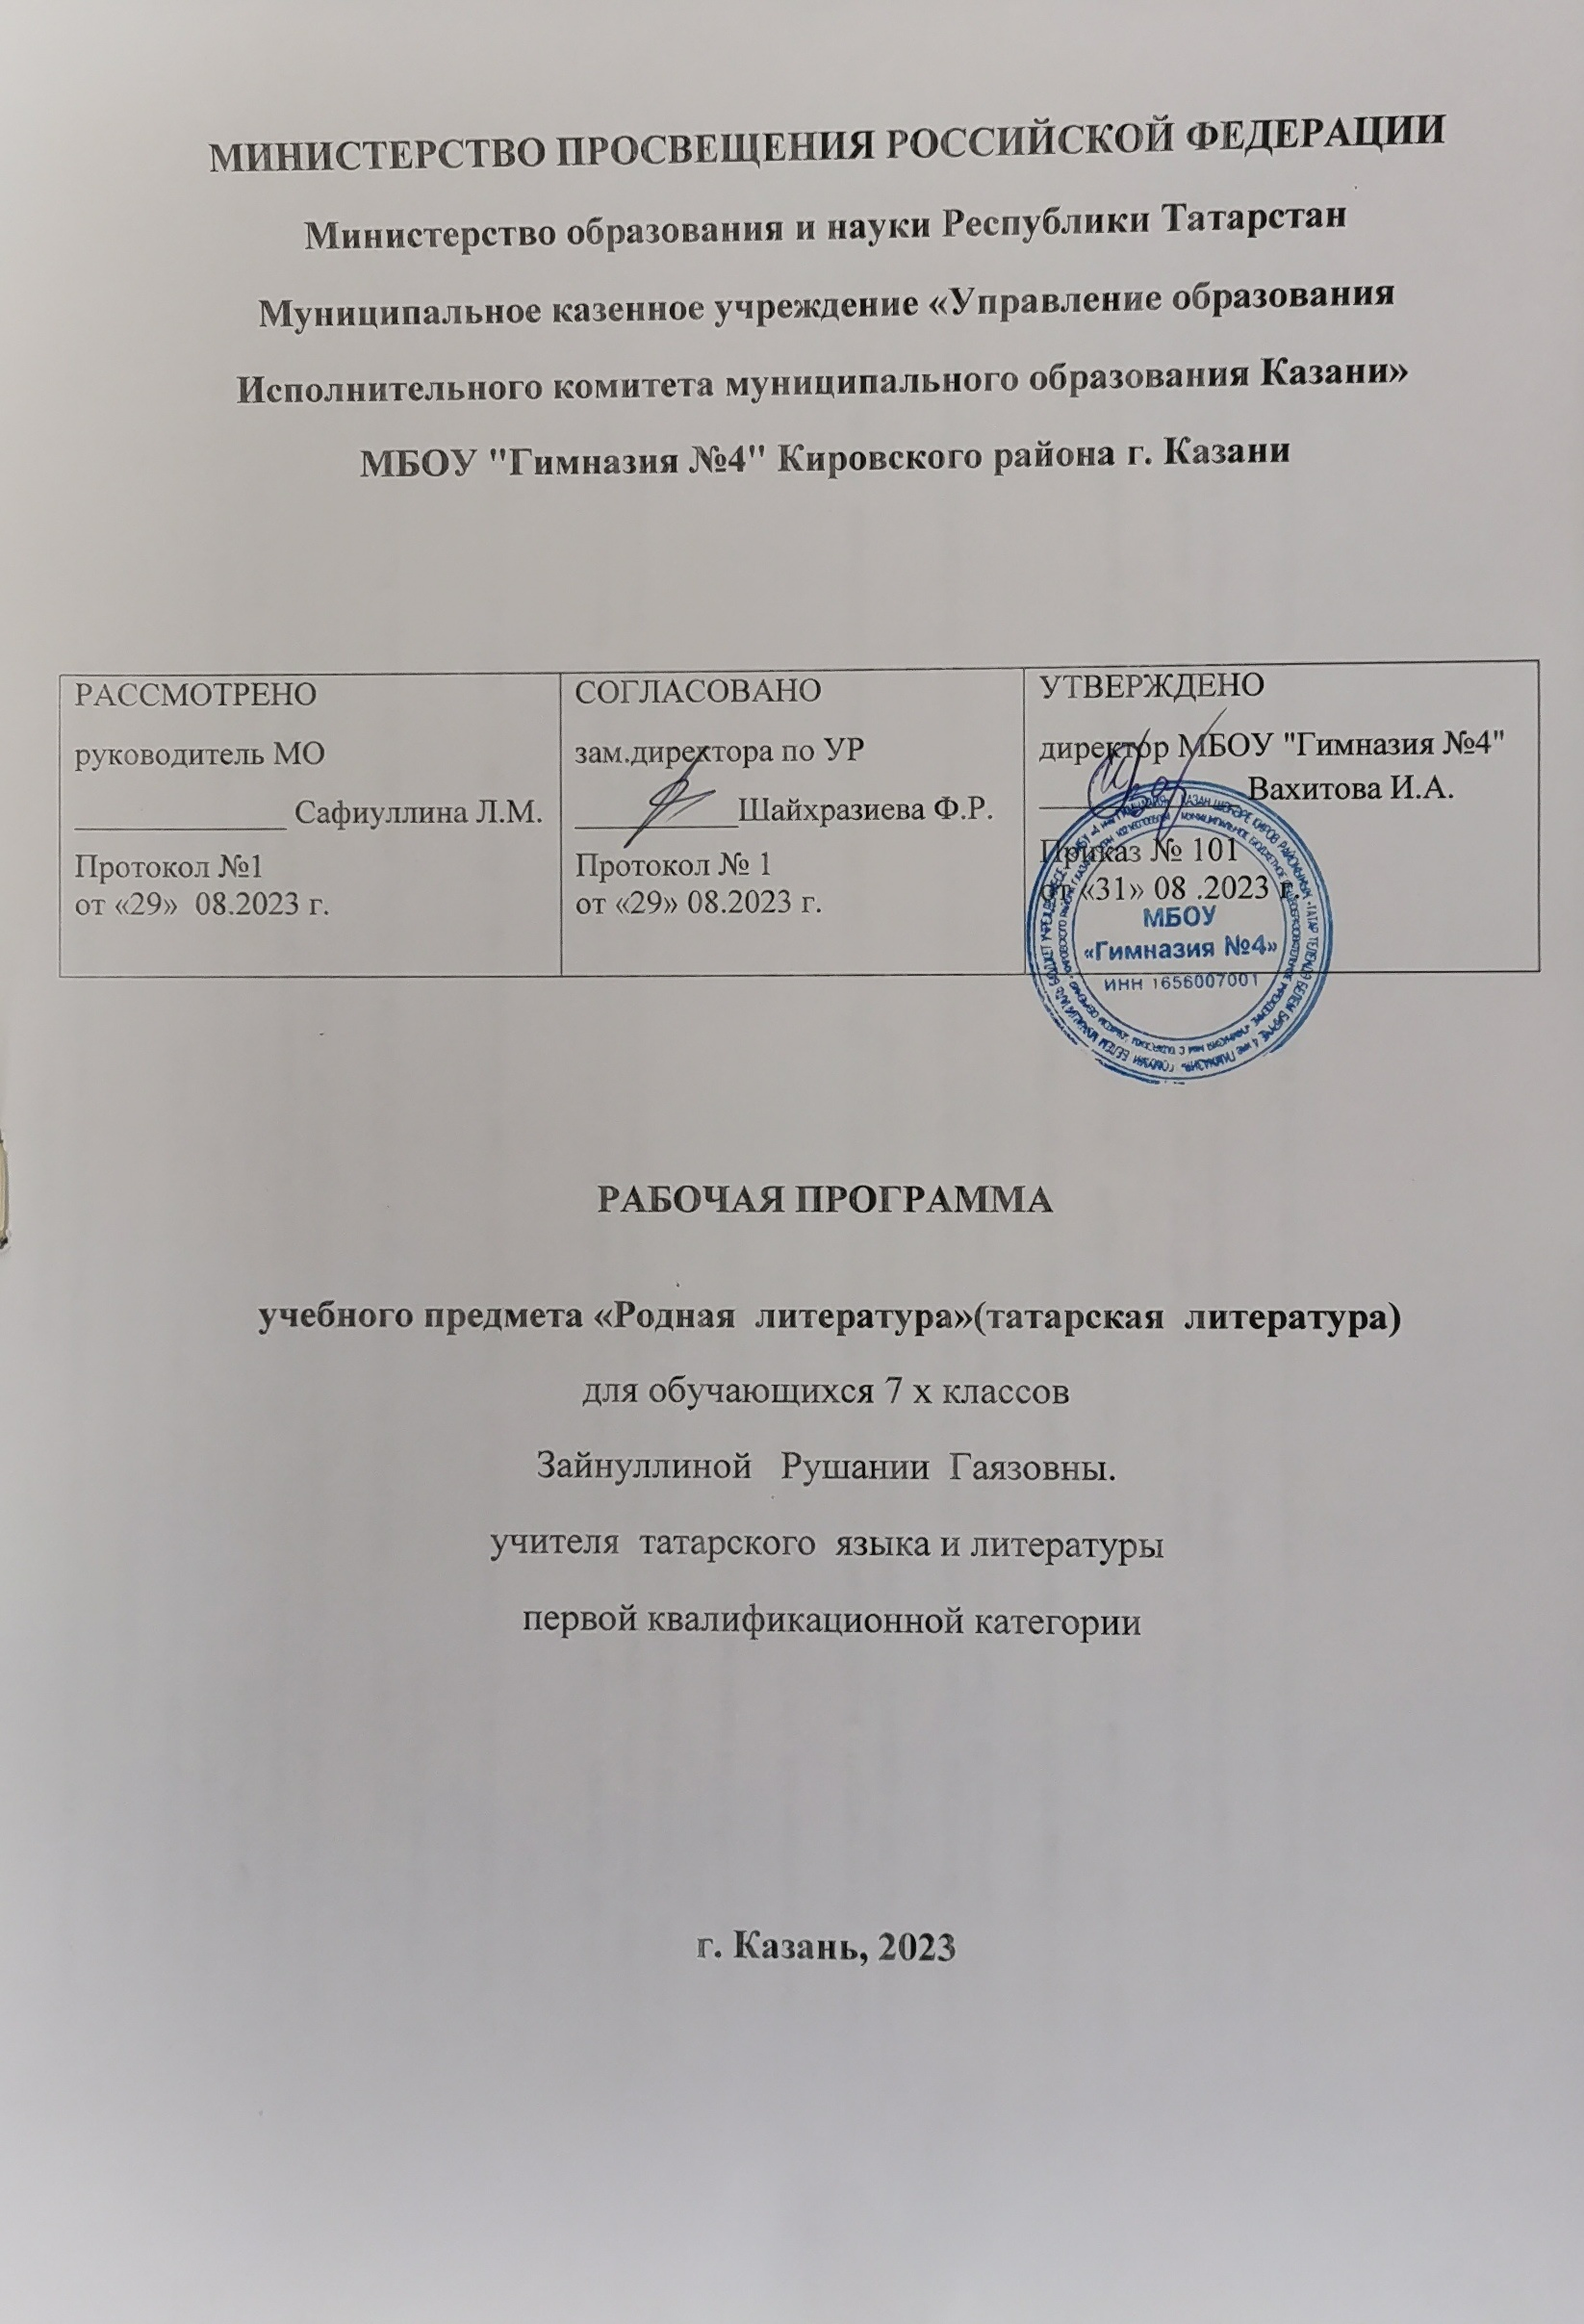 МИНИСТЕРСТВО ПРОСВЕЩЕНИЯ РОССИЙСКОЙ ФЕДЕРАЦИИ
Министерство образования и науки Республики Татарстан
Муниципальное казенное учреждение «Управление образования
Исполнительного комитета муниципального образования Казани»
МБОУ "Гимназия №4" Кировского района г. Казани
РАССМОТРЕНО
руководитель МО
_____________ Сафиуллина Л.М.
Протокол №1
от «29»  08.2023 г.
СОГЛАСОВАНО
зам.директора по УР
__________Шайхразиева Ф.Р.
Протокол № 1
от «29» 08.2023 г.
УТВЕРЖДЕНО
директор МБОУ "Гимназия №4"
_____________Вахитова И.А.
Приказ № 101
от «31» 08 .2023 г.
МБОУ
«Гимназия №4»
ИНН 1656007001
РАБОЧАЯ ПРОГРАММА
учебного предмета «Родная  литература»(татарская  литература)
для обучающихся 7 х классов
Зайнуллиной   Рушании  Гаязовны.
учителя  татарского  языка и литературы
первой квалификационной категории
г. Казань, 2023